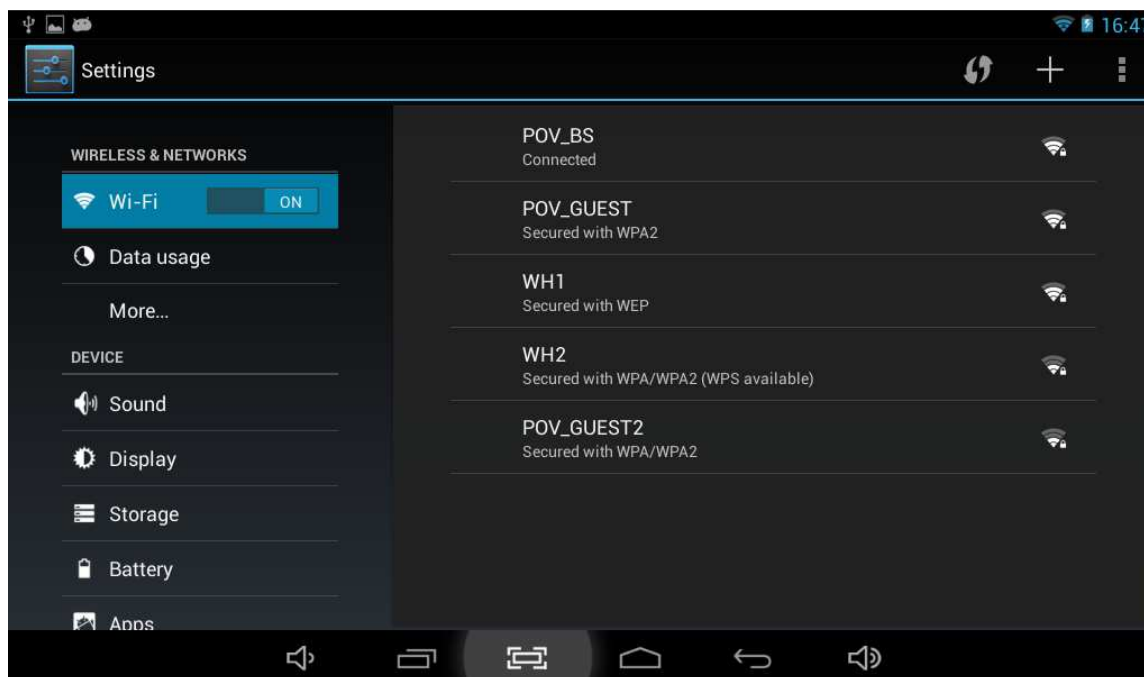 16:47
Settings
WIRELESS & NETWORKS
Wi-Fi
ON
Data usage
More...
DEVICE
Sound
Display
Storage
Battery
Apps
POV_BS
Connected
POV_GUEST
Secured with WPA2
WH1
Secured with WEP
WH2
Secured with WPA/WPA2 (WPS available)
POV_GUEST2
Secured with WPA/WPA2